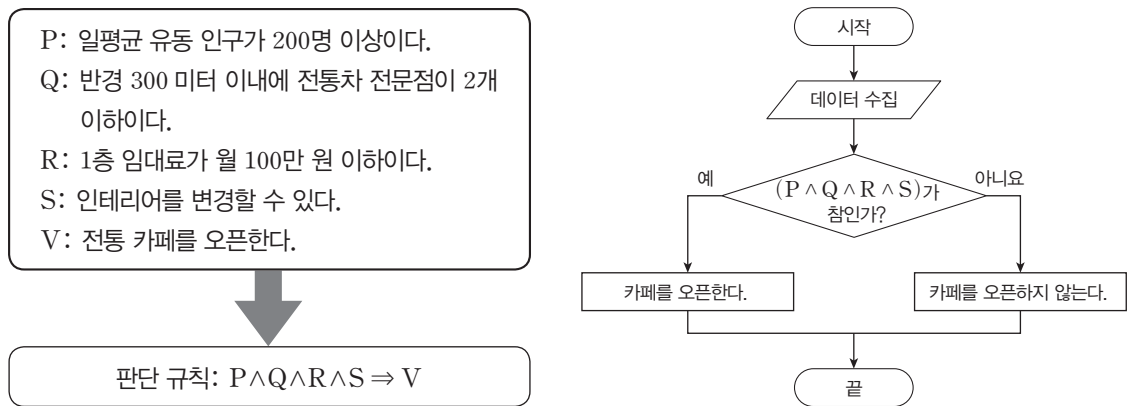 P: 일평균 유동 인구가 200명 이상이다.
Q: 반경 300 미터 이내에 전통차 전문점이 2개
이하이다.
R: 1층 임대료가 월 100만 원 이하이다.
S: 인테리어를 변경할 수 있다.
V: 전통 카페를 오픈한다.
판단 규칙: P∧Q∧R∧S ⇒ V
시작
데이터 수집
예
(P∧Q∧R∧S)가
참인가?
아니요
카페를 오픈한다.
카페를 오픈하지 않는다.
끝